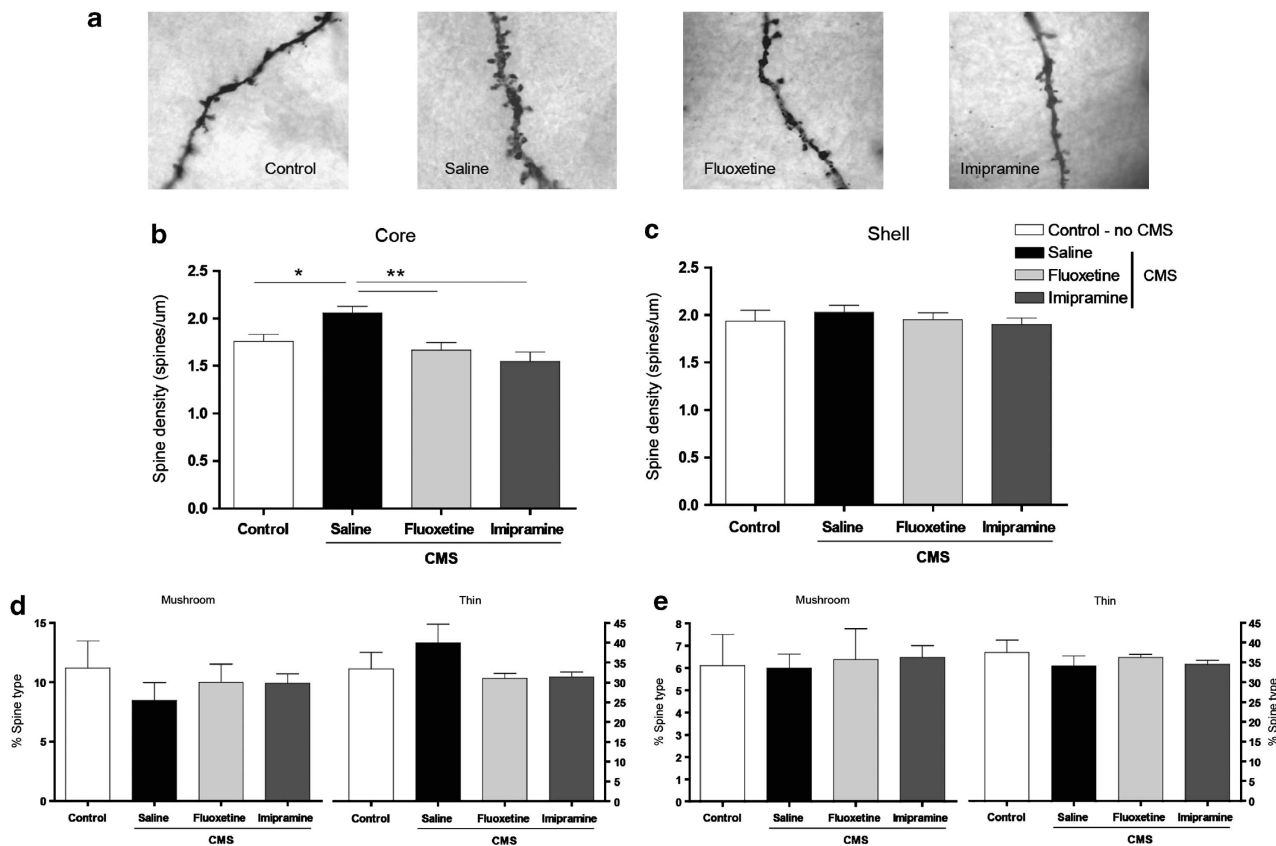 a
Control
Saline
Fluoxetine
Imipramine
b
Core
Spine density (spines/um)
2.5
2.0
1.5
1.0
0.5
0.0
*
**
Control
Saline
Fluoxetine
Imipramine
CMS
c
Shell
Control - no CMS
Saline
Fluoxetine
Imipramine
CMS
Spine density (spines/um)
2.5
2.0
1.5
1.0
0.5
0.0
Control
Saline
Fluoxetine
Imipramine
CMS
d
Mushroom
Thin
% Spine type
15
10
5
0
45
40
35
30
25
20
15
10
5
0
Control
Saline
Fluoxetine
Imipramine
CMS
Control
Saline
Fluoxetine
Imipramine
CMS
e
Mushroom
Thin
% Spine type
8
7
6
5
4
3
2
1
0
45
40
35
30
25
20
15
10
5
0
% Spine type
Control
Saline
Fluoxetine
Imipramine
CMS
Control
Saline
Fluoxetine
Imipramine
CMS